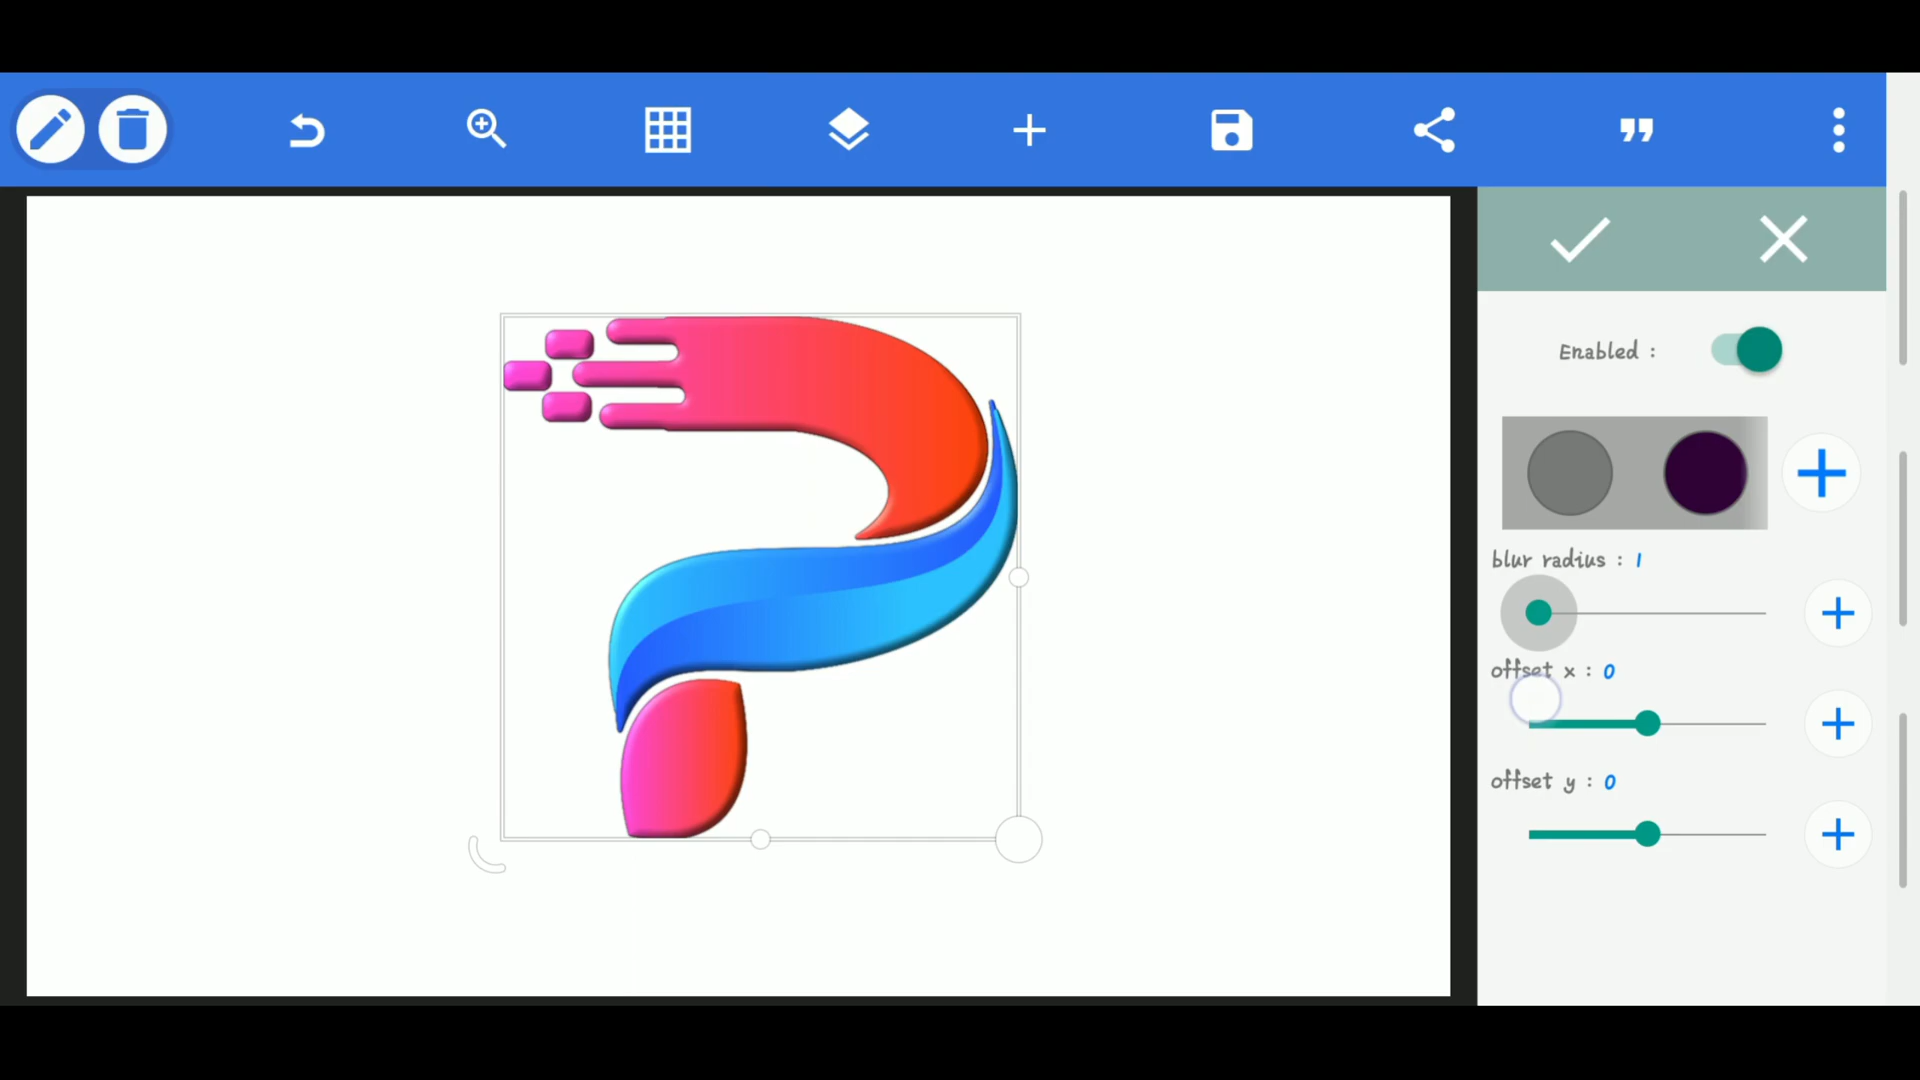 Enabled :
blur radius : 1
offset x : 0
offset y : 0